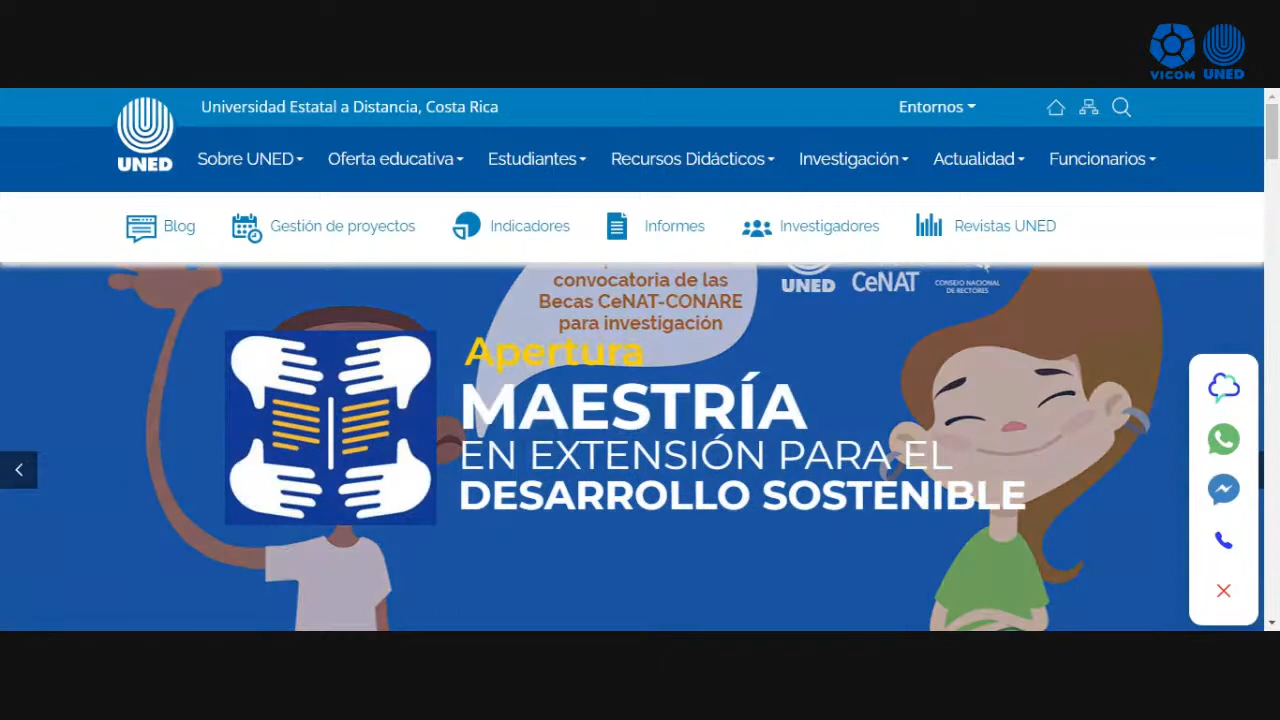 VICOM UNED
Universidad Estatal a Distancia, Costa Rica
Entornos
UNED
Sobre UNED
Oferta educativa
Estudiantes
Recursos Didácticos
Investigación
Actualidad
Funcionarios
Blog
Gestión de proyectos
Indicadores
Informes
Investigadores
Revistas UNED
convocatoria de las
Becas CeNAT-CONARE
para investigación
UNED
CeNAT
CONSEJO NACIONAL
DE RECTORES
Apertura
MAESTRÍA
EN EXTENSIÓN PARA EL
DESARROLLO SOSTENIBLE